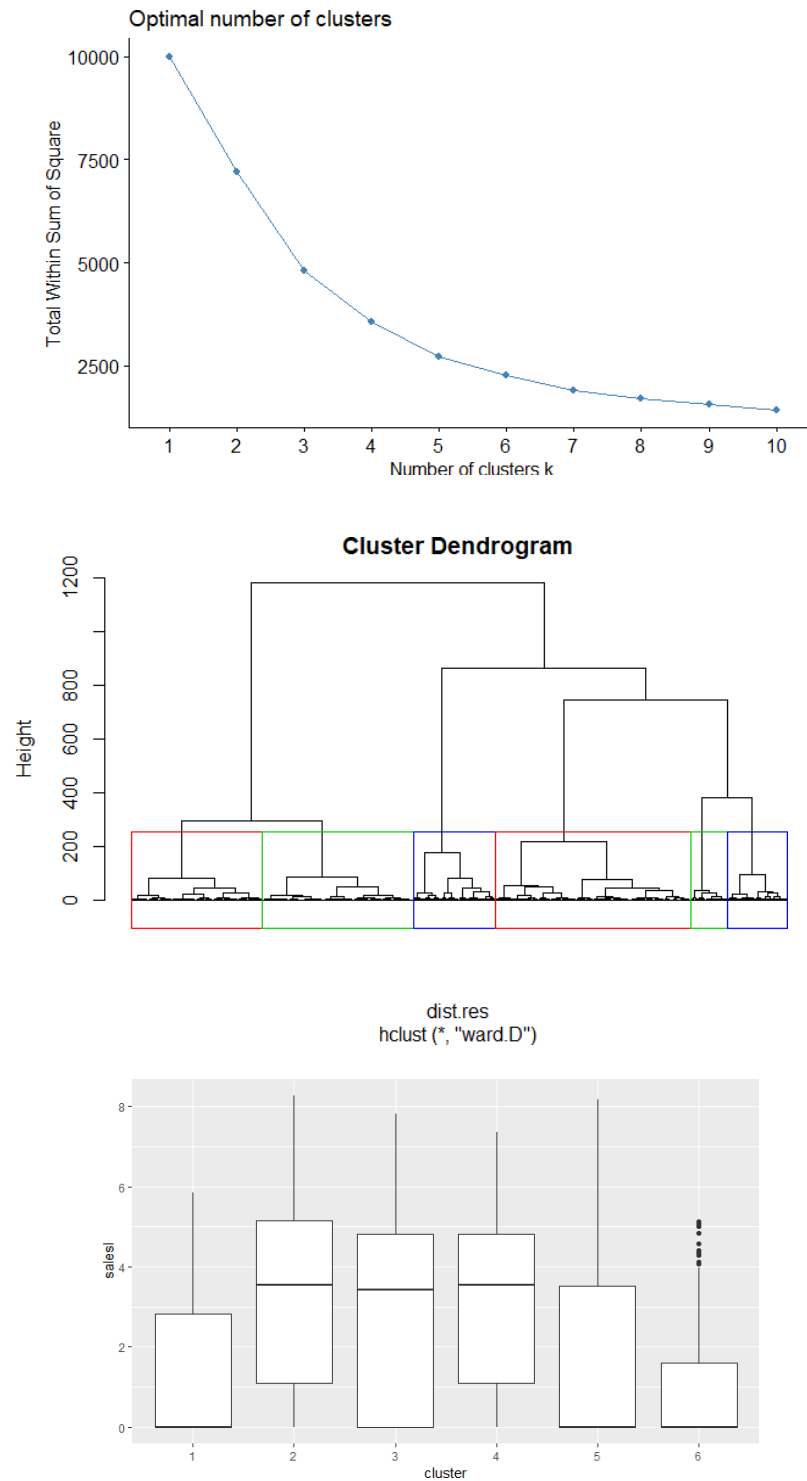 Optimal number of clusters
Total Within Sum of Square
10000
7500
5000
2500
1 2 3 4 5 6 7 8 9 10
Number of clusters k
Cluster Dendrogram
Height
1200
800
600
400
200
0
dist.res
hclust (*, "ward.D")
salesl
8
6
4
2
0
1 2 3 4 5 6
cluster